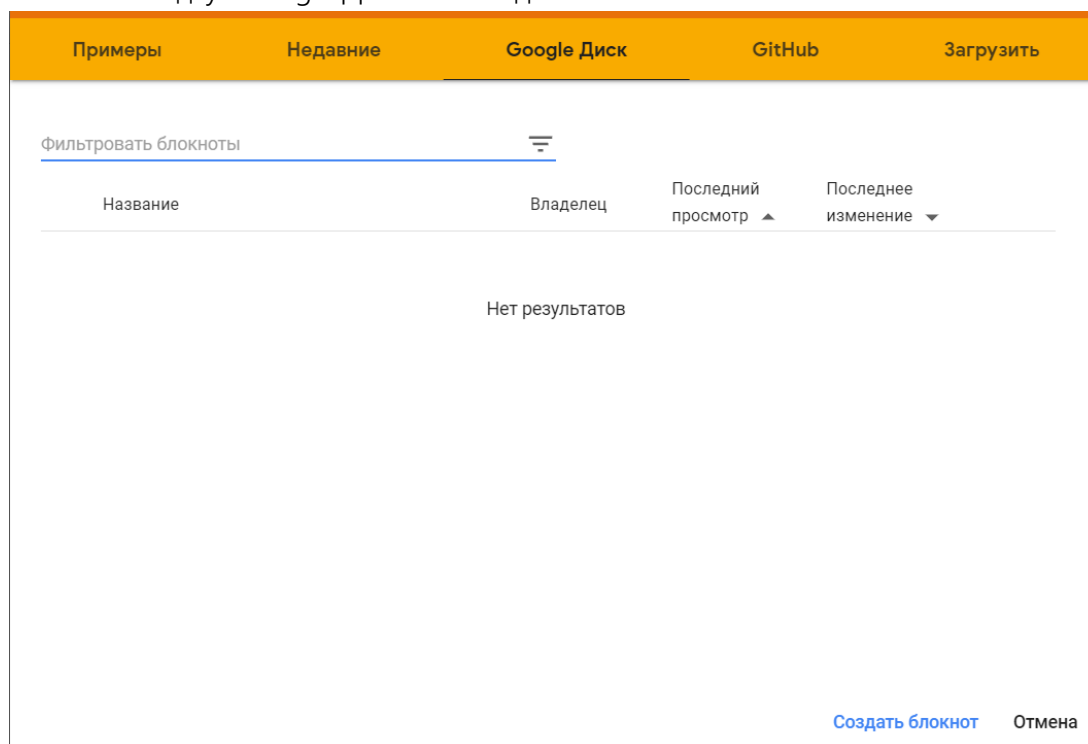 Примеры Недавние Google Диск GitHub Загрузить
Фильтровать блокноты
Название Владелец Последний просмотр Последнее изменение
Нет результатов
Создать блокнот Отмена